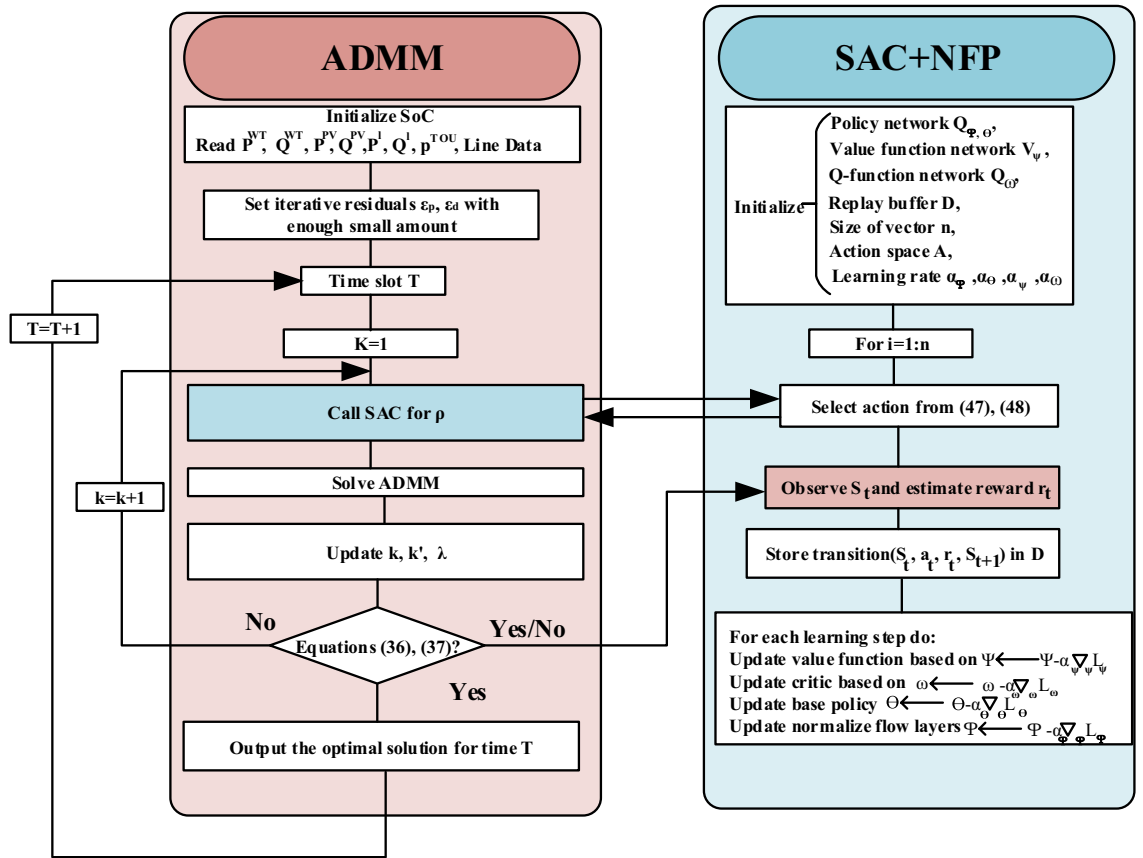 ADMM
Initialize SoC
Read P^WT, Q^WT, P^PV, Q^PV, P^l, Q^l, p^TOU, Line Data
Set iterative residuals ε_p, ε_d with
enough small amount
Time slot T
T=T+1
K=1
Call SAC for ρ
Solve ADMM
k=k+1
Update k, k', λ
No
Equations (36), (37)?
Yes/No
Yes
Output the optimal solution for time T
SAC+NFP
Initialize
Policy network Q_Φ,Θ,
Value function network V_ψ,
Q-function network Q_ω,
Replay buffer D,
Size of vector n,
Action space A,
Learning rate α_Φ ,α_Θ ,α_ψ ,α_ω
For i=1:n
Select action from (47), (48)
Observe S_t and estimate reward r_t
Store transition(S_t, a_t, r_t, S_t+1) in D
For each learning step do:
Update value function based on Ψ ← Ψ-α_ψ∇_ψL_ψ
Update critic based on ω ← ω-α_ω∇_ωL_ω
Update base policy Θ ← Θ-α_Θ∇_ΘL_Θ
Update normalize flow layers Φ ← Φ-α_Φ∇_ΦL_Φ